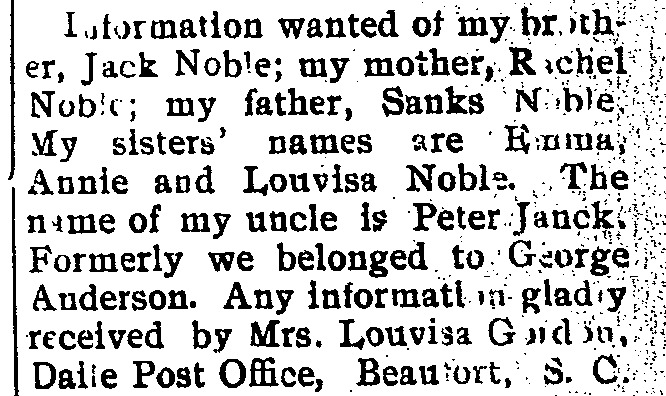 Information wanted of my broth-
er, Jack Noble; my mother, Rachel
Noble; my father, Sanks Noble.
My sisters' names are Emma,
Annie and Louvisa Noble. The
name of my uncle is Peter Janck.
Formerly we belonged to George
Anderson. Any information gladly
received by Mrs. Louvisa
Dale Post Office, Beaufort, S. C.